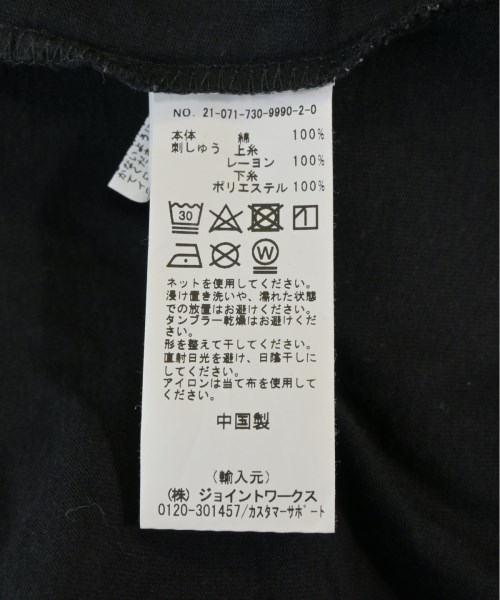 NO. 21-071-730-9990-2-0
本体 綿 100%
刺しゅう 上糸
レーヨン 100%
下糸
ポリエステル 100%
30
W
ネットを使用してください。
浸け置き洗いや、濡れた状態
での放置はお避けください。
タンブラー乾燥はお避けくださ
い。
形を整えて干してください。
直射日光を避け、日陰干しに
してください。
アイロンは当て布を使用してく
ださい。
中国製
(輸入元)
(株) ジョイントワークス
0120-301457/カスタマーサポート